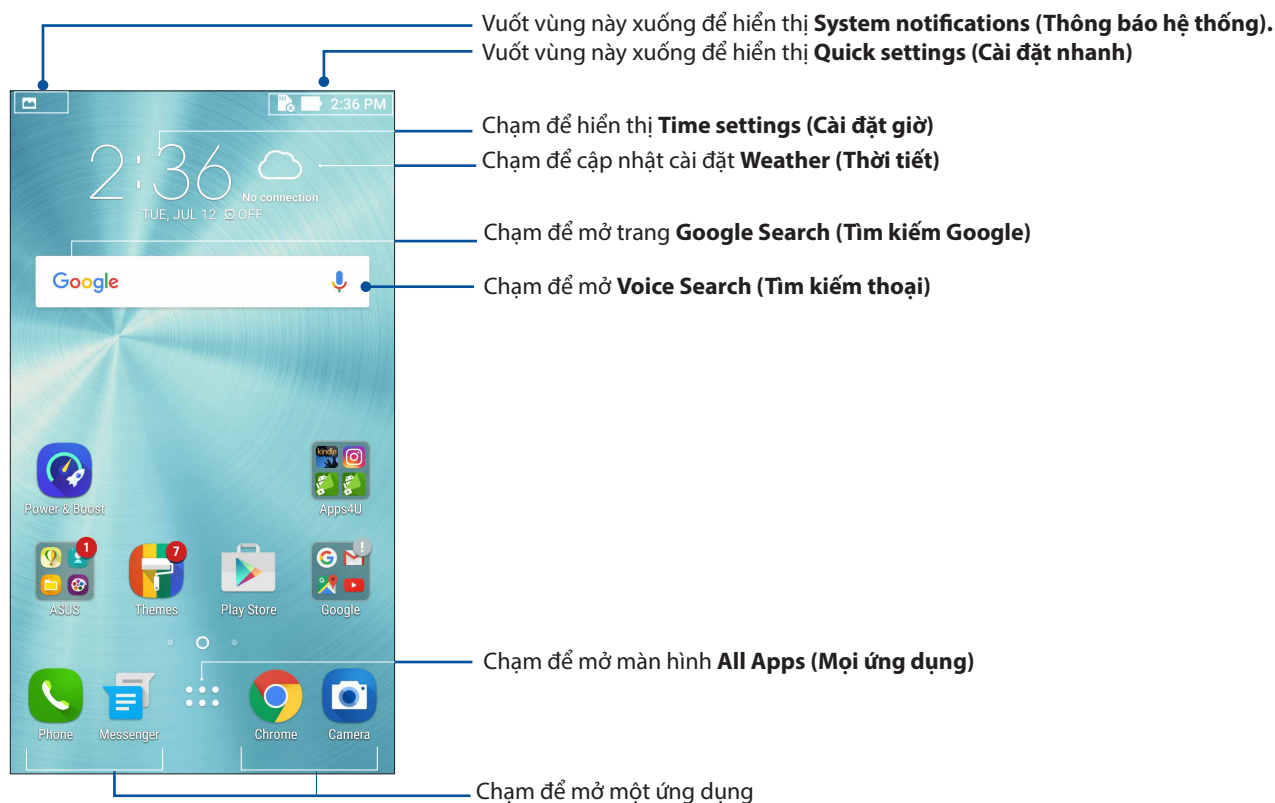 Vuốt vùng này xuống để hiển thị System notifications (Thông báo hệ thống).
Vuốt vùng này xuống để hiển thị Quick settings (Cài đặt nhanh)
2:36 PM
Chạm để hiển thị Time settings (Cài đặt giờ)
2:36
Chạm để cập nhật cài đặt Weather (Thời tiết)
No connection
TUE, JUL 12 OFF
Chạm để mở trang Google Search (Tìm kiếm Google)
Google
Chạm để mở Voice Search (Tìm kiếm thoại)
kindle
Power & Boost
Apps4U
1
7
ASUS
Themes
Play Store
Google
Chạm để mở màn hình All Apps (Mọi ứng dụng)
Phone
Messenger
Chrome
Camera
Chạm để mở một ứng dụng